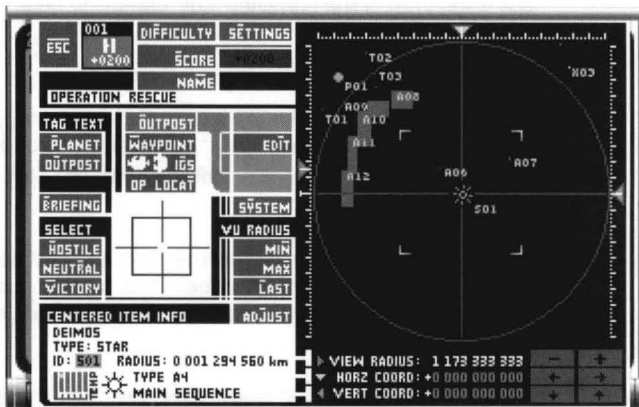 001
DIFFICULTY SETTINGS
ESC
+0200
SCORE +0200
NAME
OPERATION RESCUE
TAG TEXT
OUTPOST
PLANET
WAYPOINT
EDIT
OUTPOST
IGS
OP LOCAT
BRIEFING
SYSTEM
SELECT
VU RADIUS
HOSTILE
MIN
NEUTRAL
MAX
VICTORY
LAST
CENTERED ITEM INFO
ADJUST
DEIMOS
TYPE: STAR
ID: S01 RADIUS: 0 001 294 560 km
TEMP
TYPE A4
MAIN SEQUENCE
T02
T03
X03
P01
A08
A09
T01
A10
A11
A07
A06
A12
S01
VIEW RADIUS: 1 173 333 333 - +
HORZ COORD: +0 000 000 000
VERT COORD: +0 000 000 000